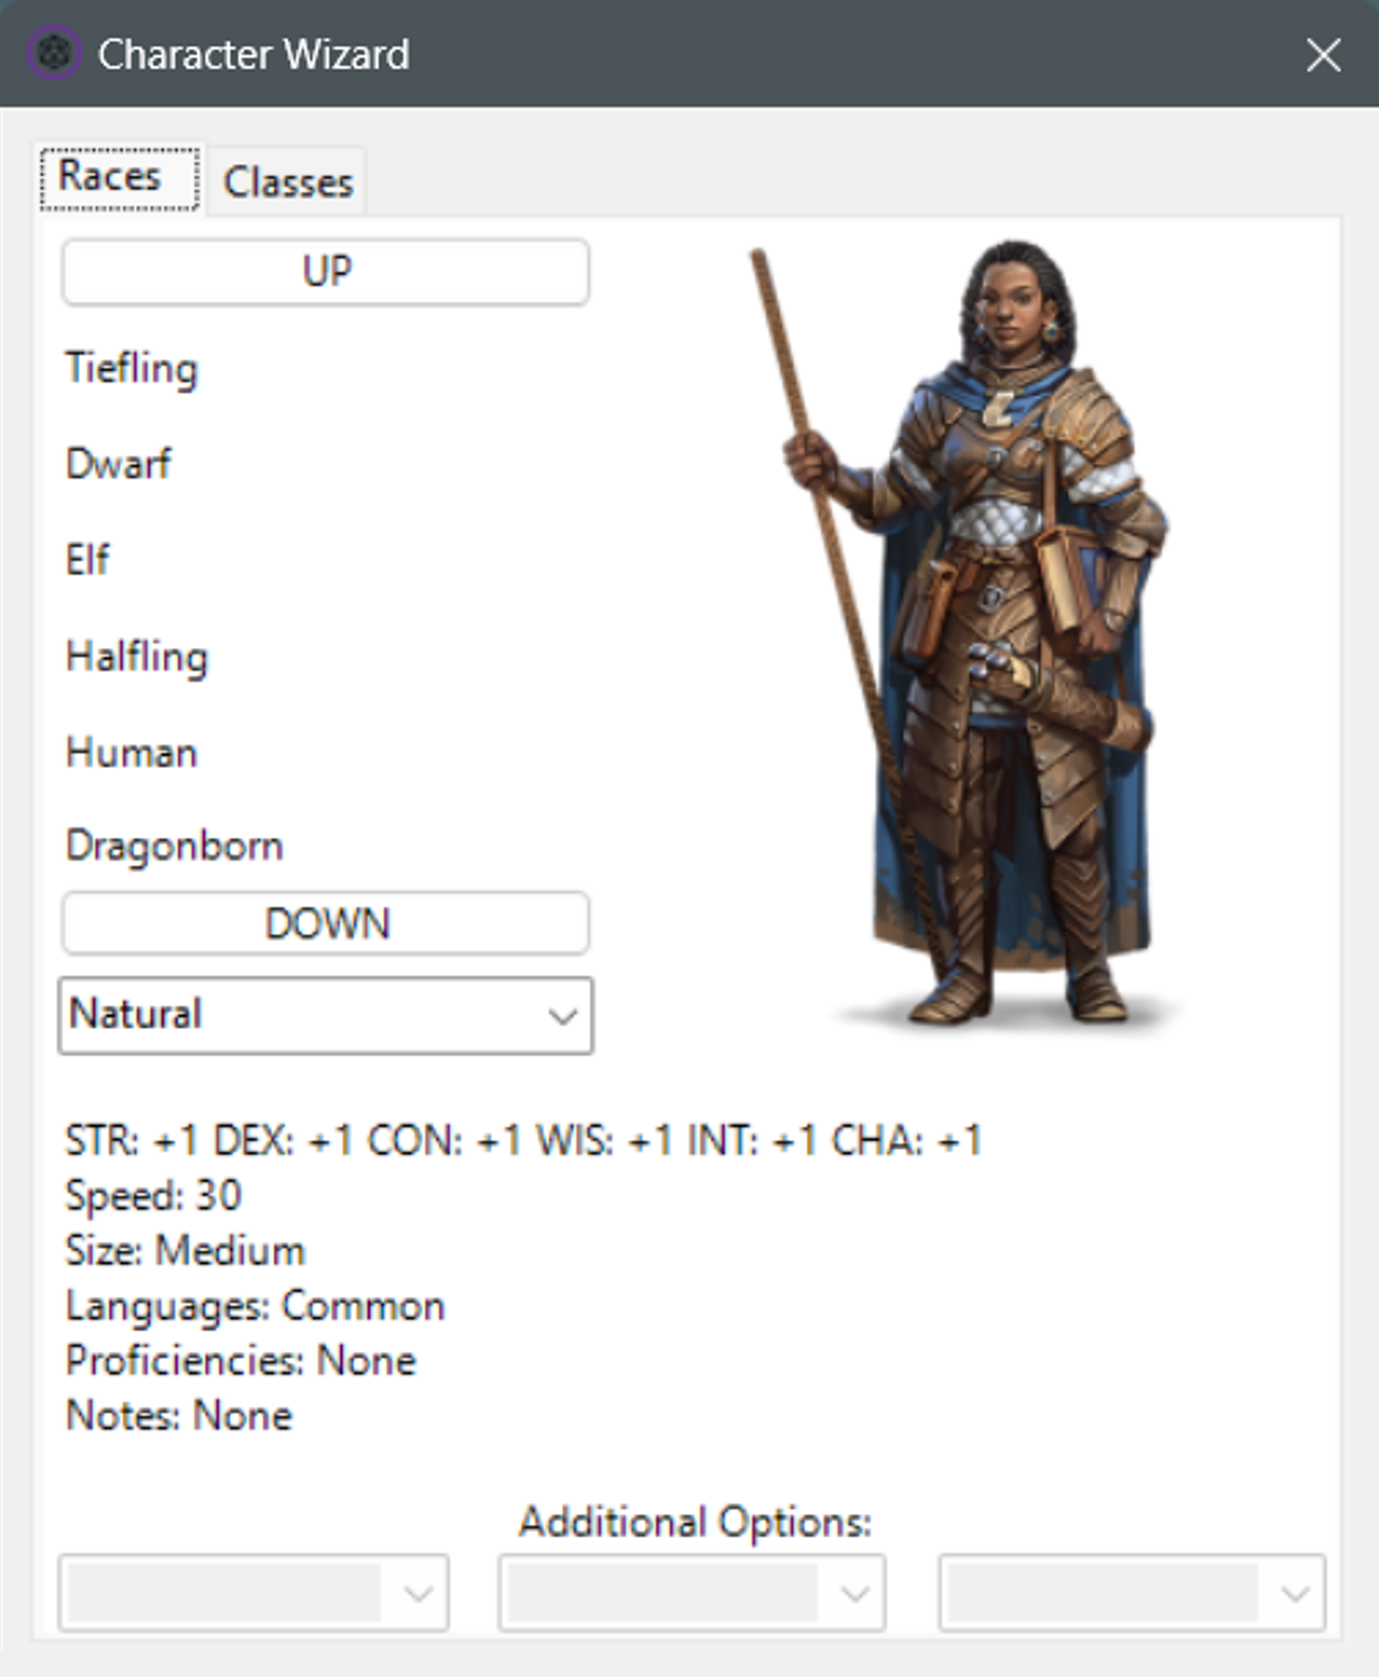 Character Wizard
Races
Classes
UP
Tiefling
Dwarf
Elf
Halfling
Human
Dragonborn
DOWN
Natural
STR: +1 DEX: +1 CON: +1 WIS: +1 INT: +1 CHA: +1
Speed: 30
Size: Medium
Languages: Common
Proficiencies: None
Notes: None
Additional Options: